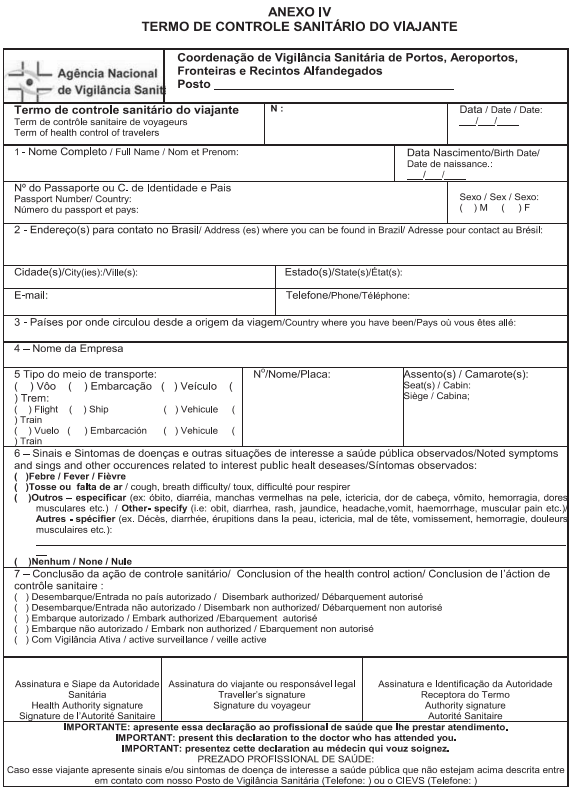 ANEXO IV
TERMO DE CONTROLE SANITÁRIO DO VIAJANTE
Agência Nacional
de Vigilância Sanit
Coordenação de Vigilância Sanitária de Portos, Aeroportos,
Fronteiras e Recintos Alfandegados
Posto ___________________________________
Termo de controle sanitário do viajante
Term de contrôle sanitaire de voyageurs
Term of health control of travelers
N :
Data / Date / Date:
___/___/____
1 - Nome Completo / Full Name / Nom et Prenom:
Data Nascimento/Birth Date/
Date de naissance.:
___/___/____
Nº do Passaporte ou C. de Identidade e Pais
Passport Number/ Country:
Número du passport et pays:
Sexo / Sex / Sexo:
( ) M ( ) F
2 - Endereço(s) para contato no Brasil/ Address (es) where you can be found in Brazil/ Adresse pour contact au Brésil:
Cidade(s)/City(ies):/Ville(s):
Estado(s)/State(s)/État(s):
E-mail:
Telefone/Phone/Téléphone:
3 - Países por onde circulou desde a origem da viagem/Country where you have been/Pays où vous êtes allé:
4 – Nome da Empresa
5 Tipo do meio de transporte:
( ) Vôo ( ) Embarcação ( ) Veículo (
) Trem:
( ) Flight ( ) Ship ( ) Vehicule (
) Train
( ) Vuelo ( ) Embarcación ( ) Vehicule (
) Train
Nº/Nome/Placa:
Assento(s) / Camarote(s):
Seat(s) / Cabin:
Siège / Cabina;
6 – Sinais e Sintomas de doenças e outras situações de interesse a saúde pública observados/Noted symptoms
and sings and other occurences related to interest public healt deseases/Síntomas observados:
( )Febre / Fever / Fièvre
( )Tosse ou falta de ar / cough, breath difficulty/ toux, difficulté pour respirer
( )Outros – especificar (ex: óbito, diarréia, manchas vermelhas na pele, ictericia, dor de cabeça, vômito, hemorragia, dores
musculares etc.) / Other- specify (i.e: obit, diarrhea, rash, jaundice, headache,vomit, haemorrhage, muscular pain etc.)/
Autres - spécifier (ex. Décès, diarrhée, éruptions dans la peau, ictericia, mal de tête, vomissement, hemorragie, douleurs
musculaires etc.):
( )Nenhum / None / Nule
7 – Conclusão da ação de controle sanitário/ Conclusion of the health control action/ Conclusion de l'áction de
contrôle sanitaire :
( ) Desembarque/Entrada no país autorizado / Disembark authorized/ Débarquement autorisé
( ) Desembarque/Entrada não autorizado / Disembark non authorized/ Débarquement non autorisé
( ) Embarque autorizado / Embark authorized /Ebarquement autorisé
( ) Embarque não autorizado / Embark non authorized / Ebarquement non autorisé
( ) Com Vigilância Ativa / active surveillance / veille active
Assinatura e Siape da Autoridade
Sanitária
Health Authority signature
Signature de l'Autorité Sanitaire
Assinatura do viajante ou responsável legal
Traveller's signature
Signature du voyageur
Assinatura e Identificação da Autoridade
Receptora do Termo
Authority signature
Autorité Sanitaire
IMPORTANTE: apresente essa declaração ao profissional de saúde que lhe prestar atendimento.
IMPORTANT: present this declaration to the doctor who has attended you.
IMPORTANT: presentez cette declaration au médecin qui vouz soignez.
PREZADO PROFISSIONAL DE SAÚDE:
Caso esse viajante apresente sinais e/ou sintomas de doença de interesse a saúde pública que não estejam acima descrita entre
em contato com nosso Posto de Vigilância Sanitária (Telefone: ) ou o CIEVS (Telefone: )